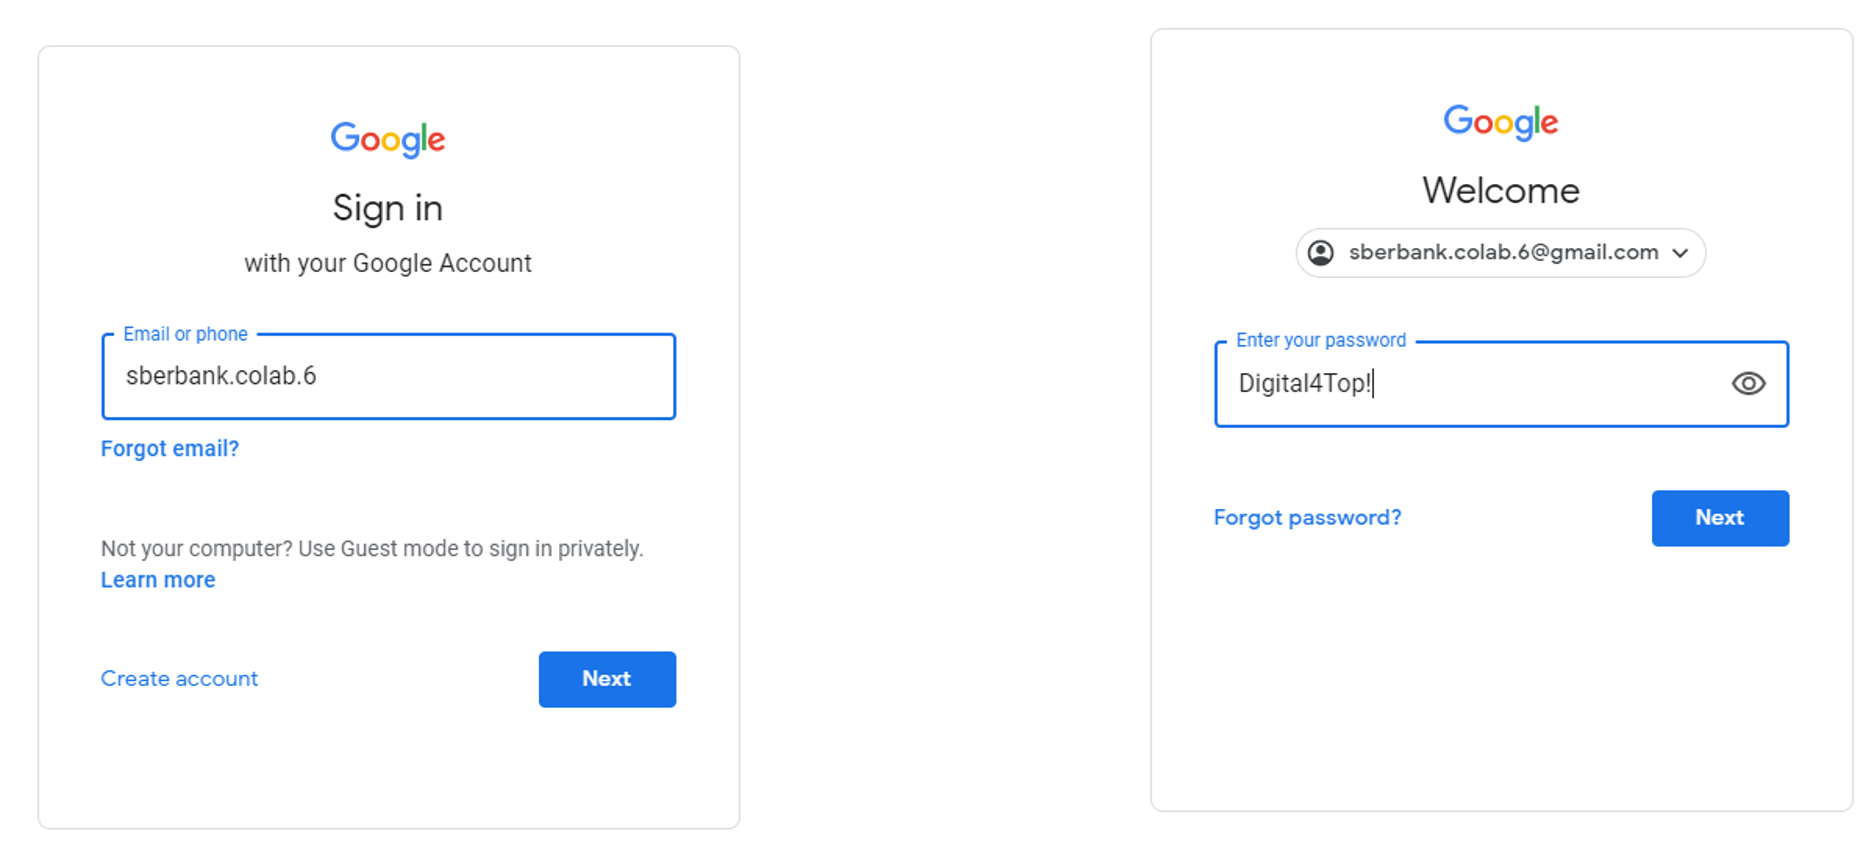 Google
Sign in
with your Google Account
Email or phone
sberbank.colab.6
Forgot email?
Not your computer? Use Guest mode to sign in privately.
Learn more
Create account
Next
Google
Welcome
sberbank.colab.6@gmail.com
Enter your password
Digital4Top!
Forgot password?
Next